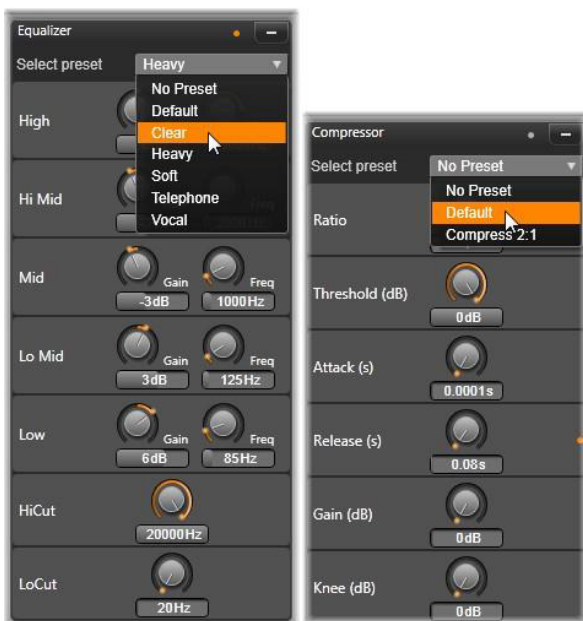 Equalizer
Select preset Heavy
No Preset
Default
Clear
Heavy
Soft
Telephone
Vocal
High
Hi Mid
Mid
Gain Freq
-3dB 1000Hz
Lo Mid
Gain Freq
3dB 125Hz
Low
Gain Freq
6dB 85Hz
HiCut
20000Hz
LoCut
20Hz
Compressor
Select preset No Preset
No Preset
Default
Compress 2:1
Ratio
Threshold (dB)
0dB
Attack (s)
0.0001s
Release (s)
0.08s
Gain (dB)
0dB
Knee (dB)
0dB